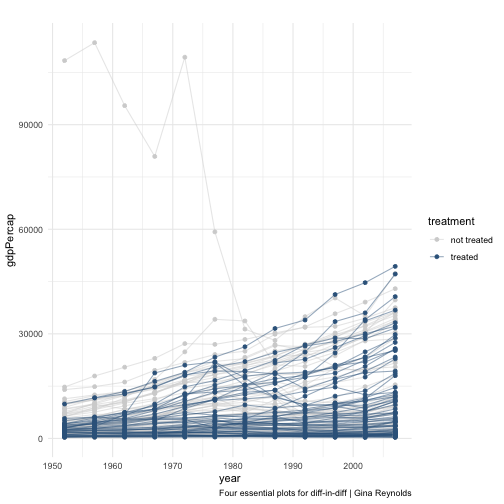 90000
60000
30000
0
gdpPercap
1950
1960
1970
1980
1990
2000
year
treatment
not treated
treated
Four essential plots for diff-in-diff | Gina Reynolds